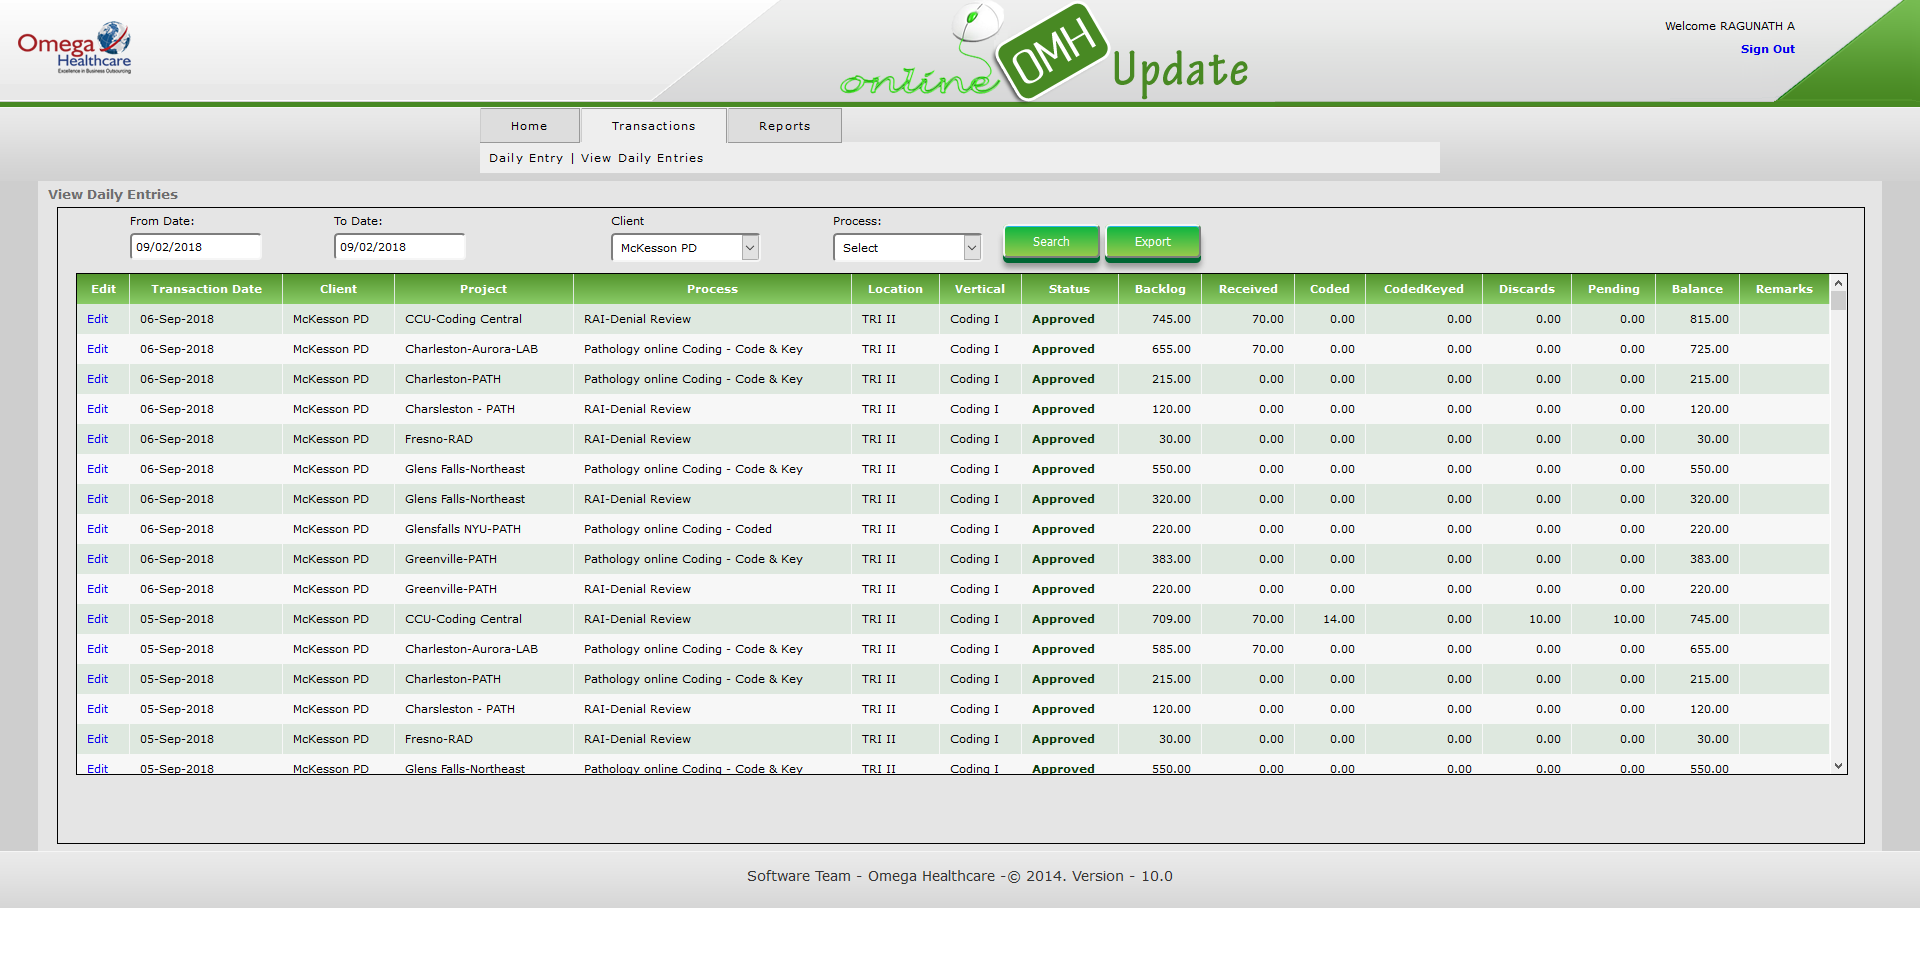 Omega
Healthcare
Excellence in Business Outsourcing
online OMH Update
Welcome RAGUNATH A
Sign Out
Home Transactions Reports
Daily Entry | View Daily Entries
View Daily Entries
From Date: To Date: Client Process:
09/02/2018 09/02/2018 McKesson PD Select Search Export
Edit Transaction Date Client Project Process Location Vertical Status Backlog Received Coded CodedKeyed Discards Pending Balance Remarks
Edit 06-Sep-2018 McKesson PD CCU-Coding Central RAI-Denial Review TRI II Coding I Approved 745.00 70.00 0.00 0.00 0.00 0.00 815.00
Edit 06-Sep-2018 McKesson PD Charleston-Aurora-LAB Pathology online Coding - Code & Key TRI II Coding I Approved 655.00 70.00 0.00 0.00 0.00 0.00 725.00
Edit 06-Sep-2018 McKesson PD Charleston-PATH Pathology online Coding - Code & Key TRI II Coding I Approved 215.00 0.00 0.00 0.00 0.00 0.00 215.00
Edit 06-Sep-2018 McKesson PD Charsleston - PATH RAI-Denial Review TRI II Coding I Approved 120.00 0.00 0.00 0.00 0.00 0.00 120.00
Edit 06-Sep-2018 McKesson PD Fresno-RAD RAI-Denial Review TRI II Coding I Approved 30.00 0.00 0.00 0.00 0.00 0.00 30.00
Edit 06-Sep-2018 McKesson PD Glens Falls-Northeast Pathology online Coding - Code & Key TRI II Coding I Approved 550.00 0.00 0.00 0.00 0.00 0.00 550.00
Edit 06-Sep-2018 McKesson PD Glens Falls-Northeast RAI-Denial Review TRI II Coding I Approved 320.00 0.00 0.00 0.00 0.00 0.00 320.00
Edit 06-Sep-2018 McKesson PD Glensfalls NYU-PATH Pathology online Coding - Coded TRI II Coding I Approved 220.00 0.00 0.00 0.00 0.00 0.00 220.00
Edit 06-Sep-2018 McKesson PD Greenville-PATH Pathology online Coding - Code & Key TRI II Coding I Approved 383.00 0.00 0.00 0.00 0.00 0.00 383.00
Edit 06-Sep-2018 McKesson PD Greenville-PATH RAI-Denial Review TRI II Coding I Approved 220.00 0.00 0.00 0.00 0.00 0.00 220.00
Edit 05-Sep-2018 McKesson PD CCU-Coding Central RAI-Denial Review TRI II Coding I Approved 709.00 70.00 14.00 0.00 10.00 10.00 745.00
Edit 05-Sep-2018 McKesson PD Charleston-Aurora-LAB Pathology online Coding - Code & Key TRI II Coding I Approved 585.00 70.00 0.00 0.00 0.00 0.00 655.00
Edit 05-Sep-2018 McKesson PD Charleston-PATH Pathology online Coding - Code & Key TRI II Coding I Approved 215.00 0.00 0.00 0.00 0.00 0.00 215.00
Edit 05-Sep-2018 McKesson PD Charsleston - PATH RAI-Denial Review TRI II Coding I Approved 120.00 0.00 0.00 0.00 0.00 0.00 120.00
Edit 05-Sep-2018 McKesson PD Fresno-RAD RAI-Denial Review TRI II Coding I Approved 30.00 0.00 0.00 0.00 0.00 0.00 30.00
Edit 05-Sep-2018 McKesson PD Glens Falls-Northeast Pathology online Coding - Code & Key TRI II Coding I Approved 550.00 0.00 0.00 0.00 0.00 0.00 550.00
Software Team - Omega Healthcare -© 2014. Version - 10.0